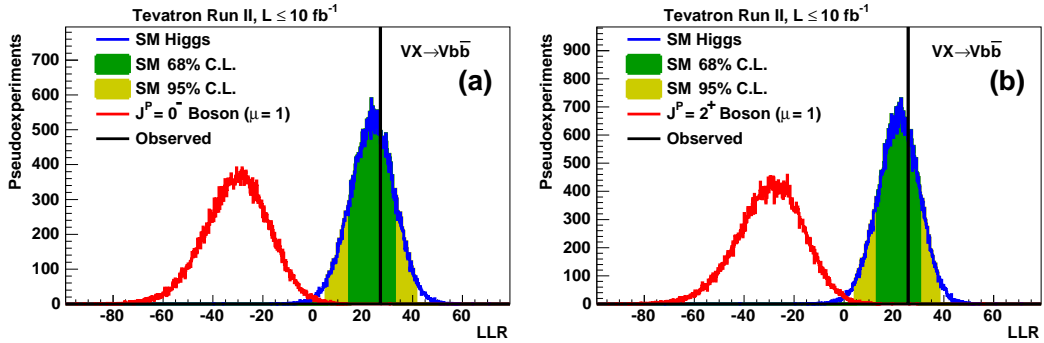 Tevatron Run II, L ≤ 10 fb⁻¹
Pseudoexperiments
800
700
600
500
400
300
200
100
0
SM Higgs
SM 68% C.L.
SM 95% C.L.
Jᴾ = 0⁻ Boson (μ = 1)
Observed
VX→Vbb̅
(a)
-80 -60 -40 -20 0 20 40 60
LLR
Tevatron Run II, L ≤ 10 fb⁻¹
Pseudoexperiments
900
800
700
600
500
400
300
200
100
0
SM Higgs
SM 68% C.L.
SM 95% C.L.
Jᴾ = 2⁺ Boson (μ = 1)
Observed
VX→Vbb̅
(b)
-80 -60 -40 -20 0 20 40 60
LLR